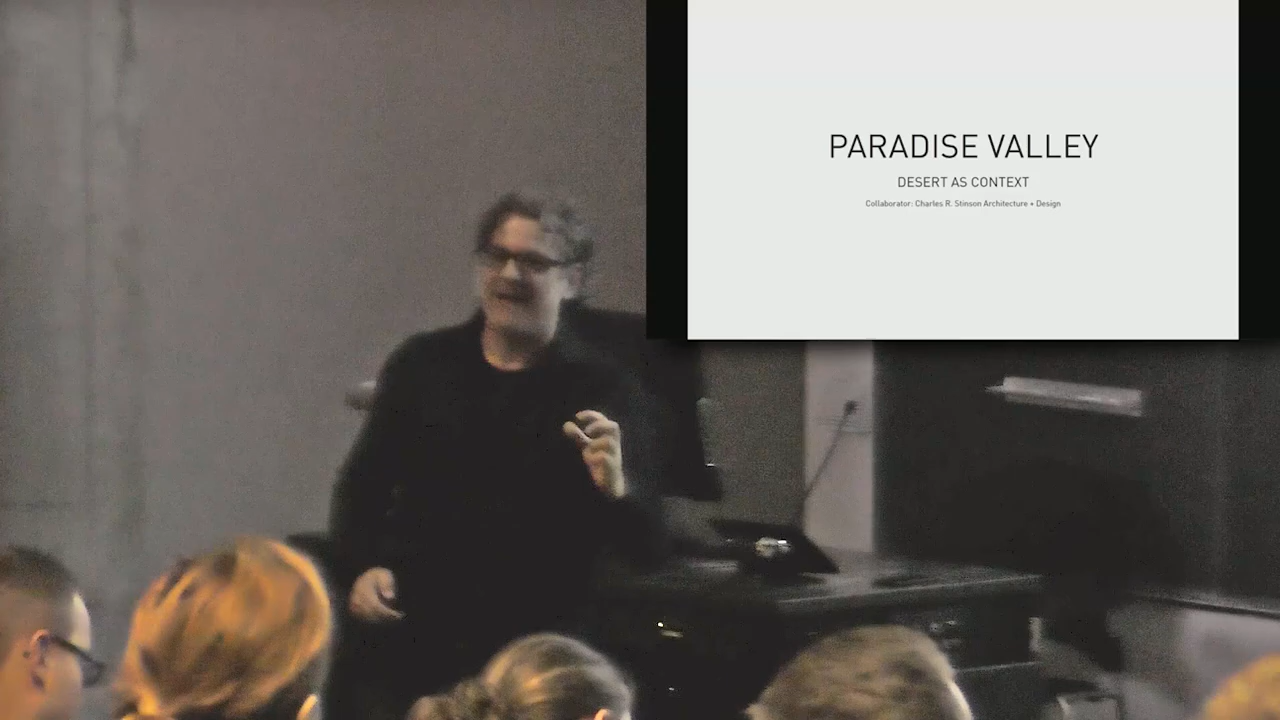 PARADISE VALLEY
DESERT AS CONTEXT
Collaborator: Charles R. Stinson Architecture + Design